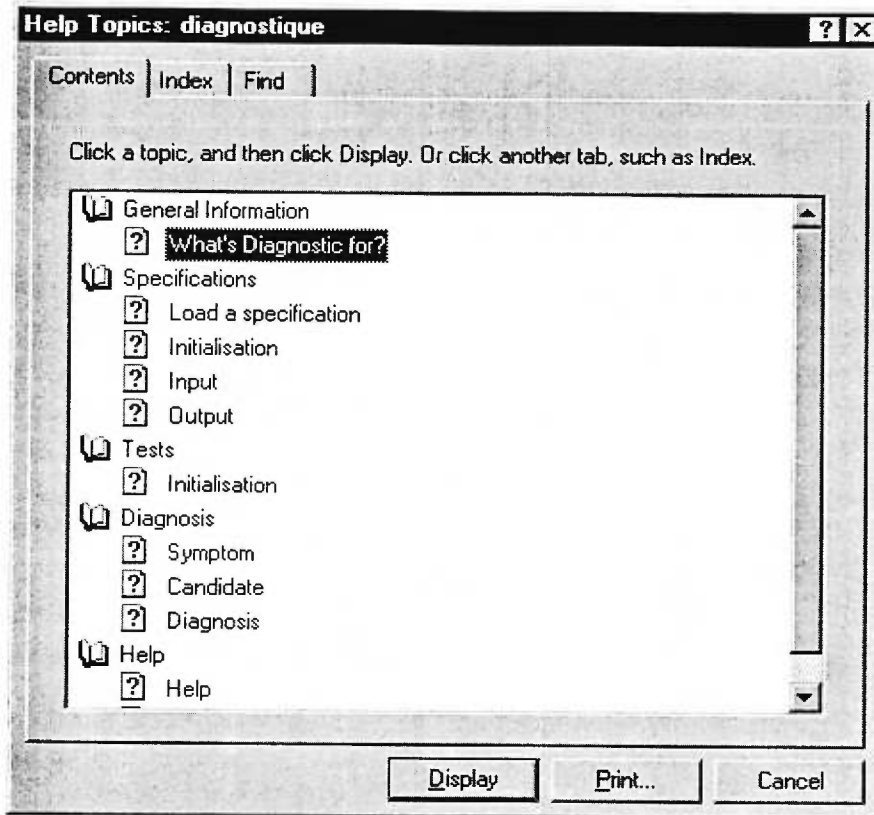 Help Topics: diagnostique
Contents Index Find
Click a topic, and then click Display. Or click another tab, such as Index.
General Information
What's Diagnostic for?
Specifications
Load a specification
Initialisation
Input
Output
Tests
Initialisation
Diagnosis
Symptom
Candidate
Diagnosis
Help
Help
Display Print... Cancel